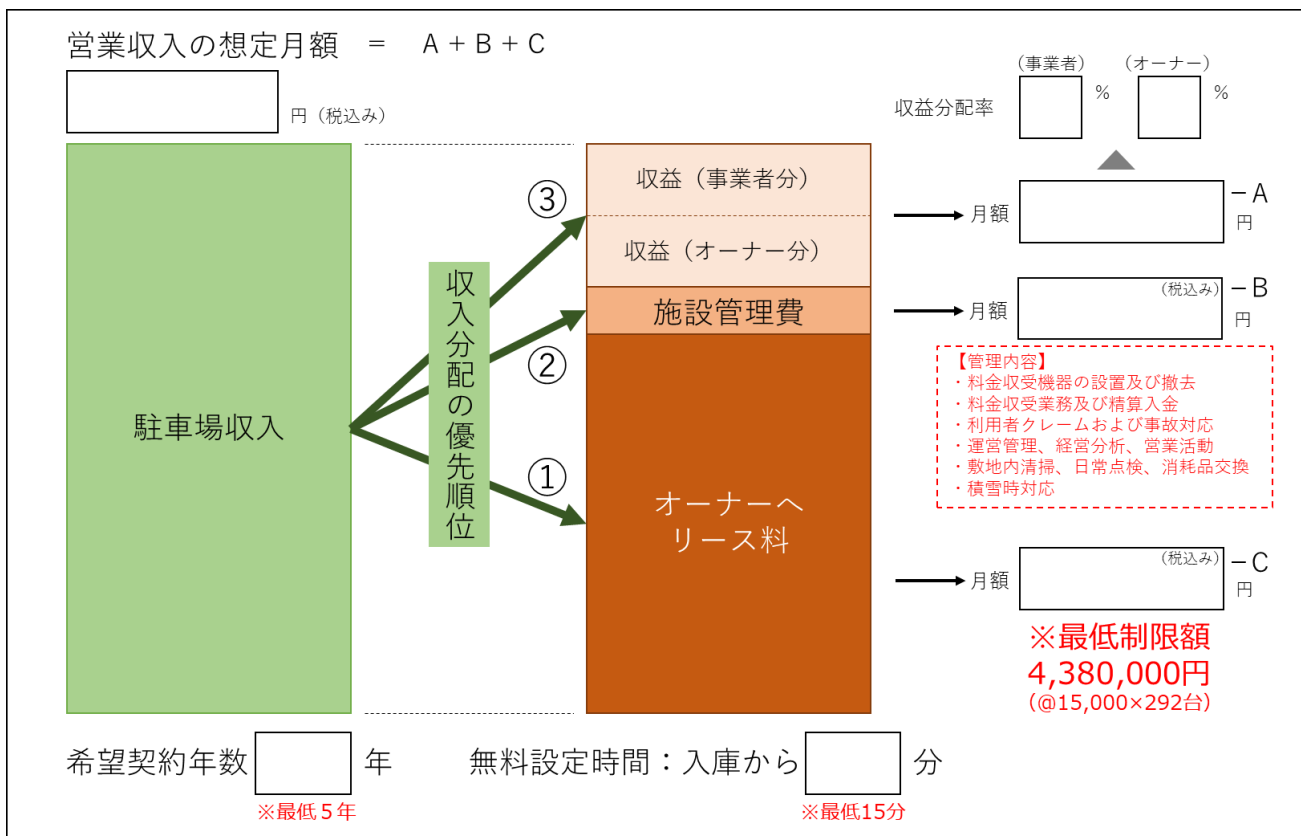 営業収入の想定月額 = A + B + C
円（税込み）
（事業者）
（オーナー）
収益分配率
%
%
駐車場収入
収入分配の優先順位
③
②
①
収益（事業者分）
収益（オーナー分）
施設管理費
オーナーへ
リース料
月額
－A
円
月額
（税込み）
－B
円
【管理内容】
・料金収受機器の設置及び撤去
・料金収受業務及び精算入金
・利用者クレームおよび事故対応
・運営管理、経営分析、営業活動
・敷地内清掃、日常点検、消耗品交換
・積雪時対応
月額
（税込み）
－C
円
※最低制限額
4,380,000円
（@15,000×292台）
希望契約年数 年
※最低５年
無料設定時間：入庫から 分
※最低15分